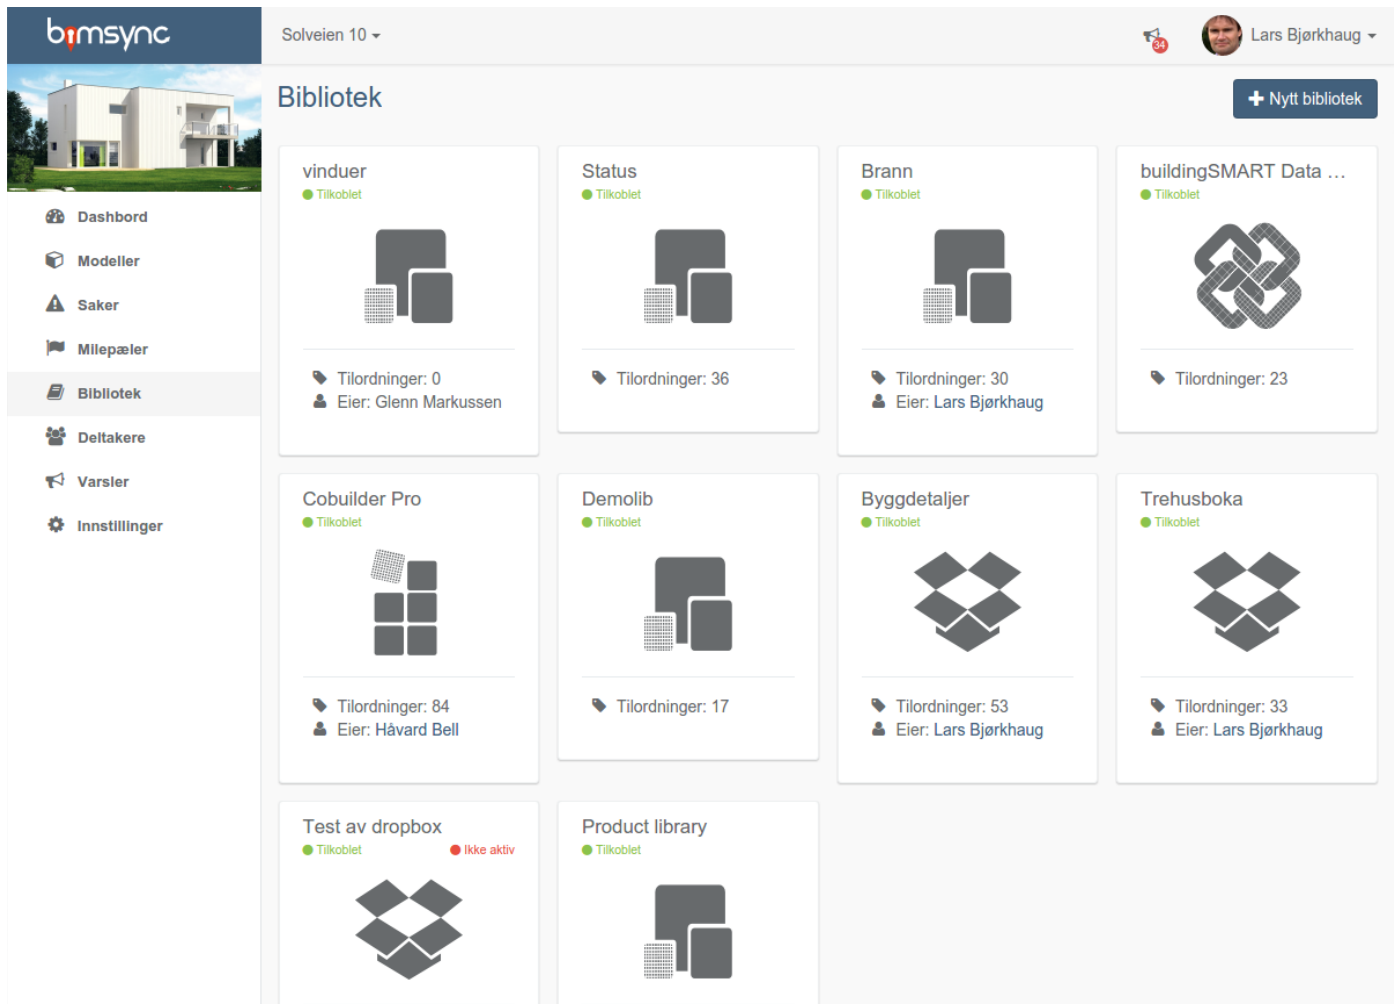 bimsync
Solveien 10
34
Lars Bjørkhaug
Bibliotek
Nytt bibliotek
Dashbord
Modeller
Saker
Milepæler
Bibliotek
Deltakere
Varsler
Innstillinger
vinduer
Tilkoblet
Tilordninger: 0
Eier: Glenn Markussen
Status
Tilkoblet
Tilordninger: 36
Brann
Tilkoblet
Tilordninger: 30
Eier: Lars Bjørkhaug
buildingSMART Data ...
Tilkoblet
Tilordninger: 23
Cobuilder Pro
Tilkoblet
Tilordninger: 84
Eier: Håvard Bell
Demolib
Tilkoblet
Tilordninger: 17
Byggdetaljer
Tilkoblet
Tilordninger: 53
Eier: Lars Bjørkhaug
Trehusboka
Tilkoblet
Tilordninger: 33
Eier: Lars Bjørkhaug
Test av dropbox
Tilkoblet Ikke aktiv
Product library
Tilkoblet